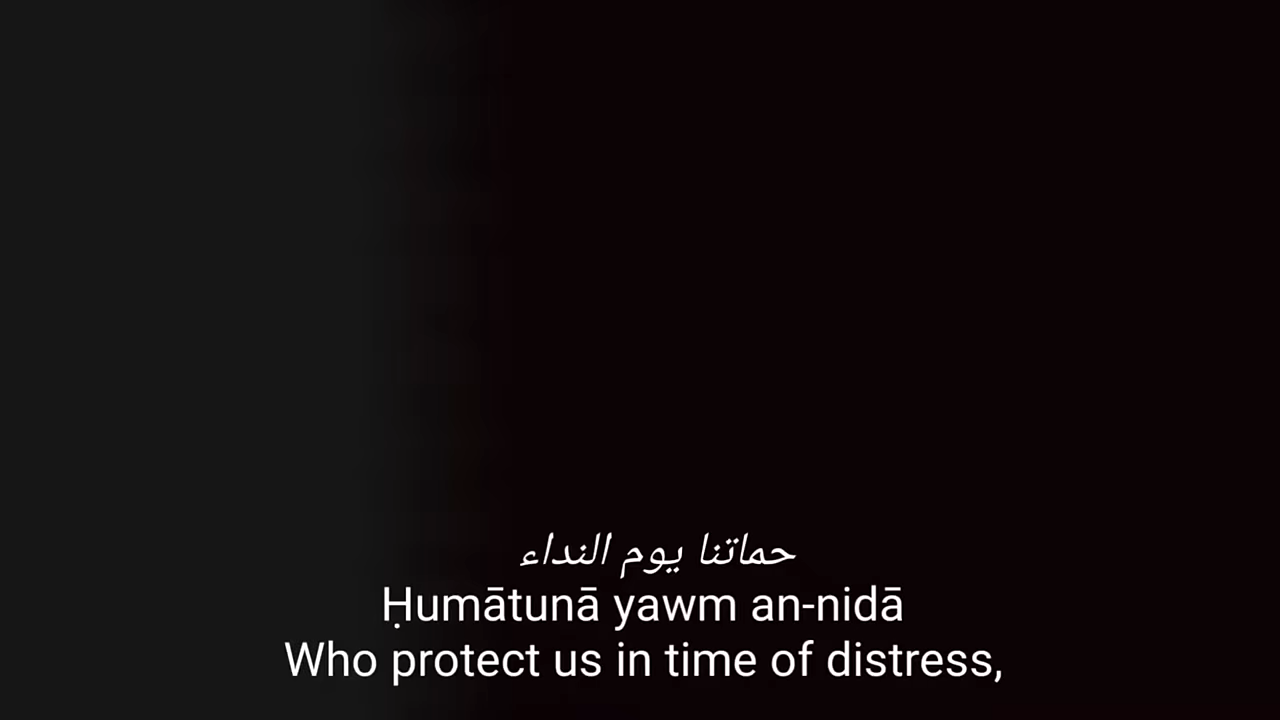 حماتنا يوم النداء
Ḥumātunā yawm an-nidā
Who protect us in time of distress,